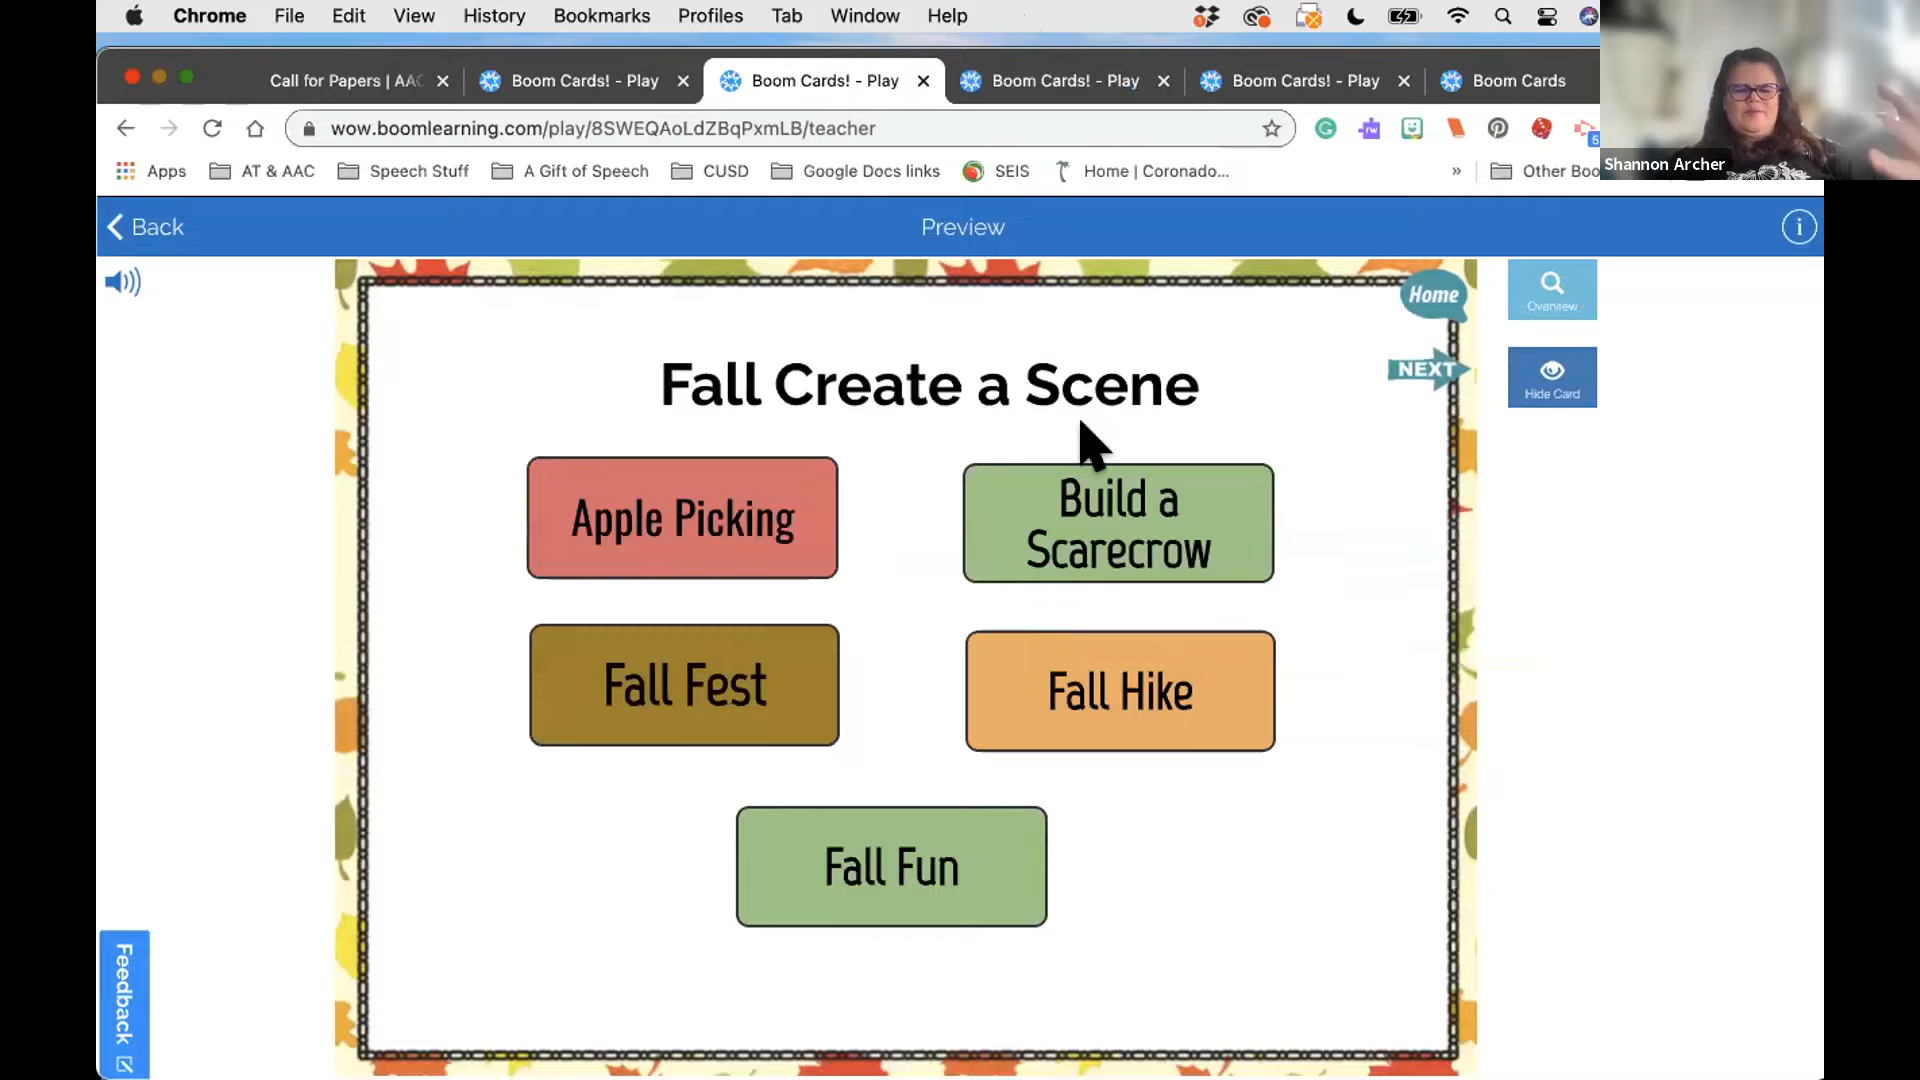 Chrome File Edit View History Bookmarks Profiles Tab Window Help
Call for Papers | AAC
Boom Cards! - Play
Boom Cards! - Play
Boom Cards! - Play
Boom Cards! - Play
Boom Cards
wow.boomlearning.com/play/8SWEQAoLdZBqPxmLB/teacher
Apps AT & AAC Speech Stuff A Gift of Speech CUSD Google Docs links SEIS Home | Coronado... » Other Boo
Shannon Archer
Back
Preview
Home
NEXT
Overview
Hide Card
Fall Create a Scene
Apple Picking
Build a
Scarecrow
Fall Fest
Fall Hike
Fall Fun
Feedback